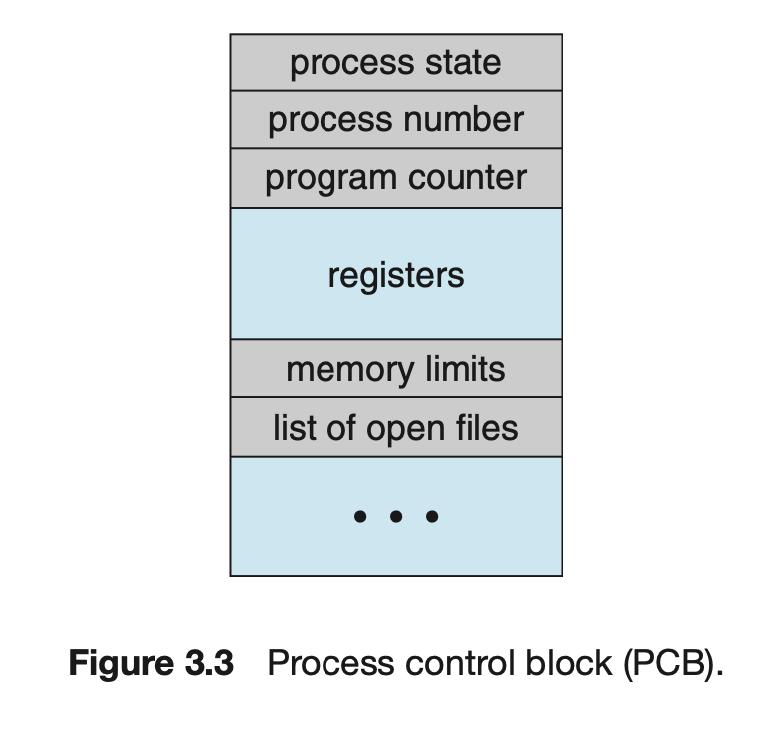 process state
process number
program counter
registers
memory limits
list of open files
• • •
Figure 3.3 Process control block (PCB).